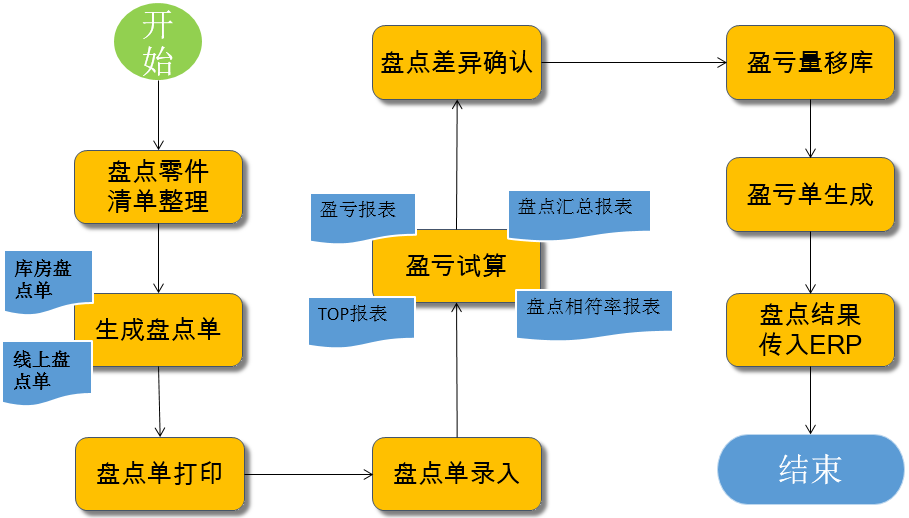 开
始
盘点零件
清单整理
库房盘
点单
生成盘点单
线上盘
点单
盘点单打印
盘点单录入
盈亏试算
盈亏报表
盘点汇总报表
TOP报表
盘点相符率报表
盘点差异确认
盈亏量移库
盈亏单生成
盘点结果
传入ERP
结束